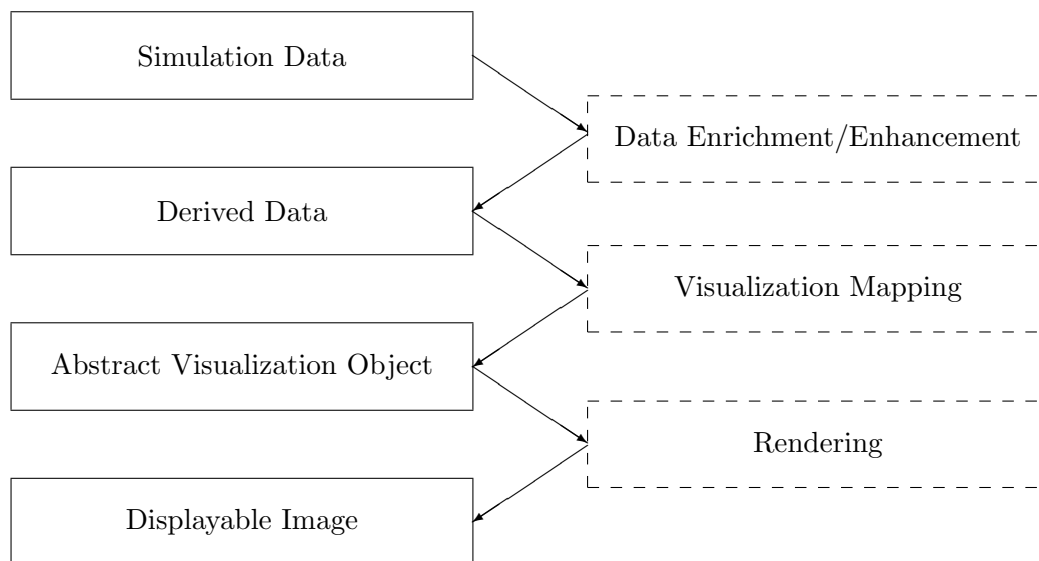 Simulation Data
Data Enrichment/Enhancement
Derived Data
Visualization Mapping
Abstract Visualization Object
Rendering
Displayable Image